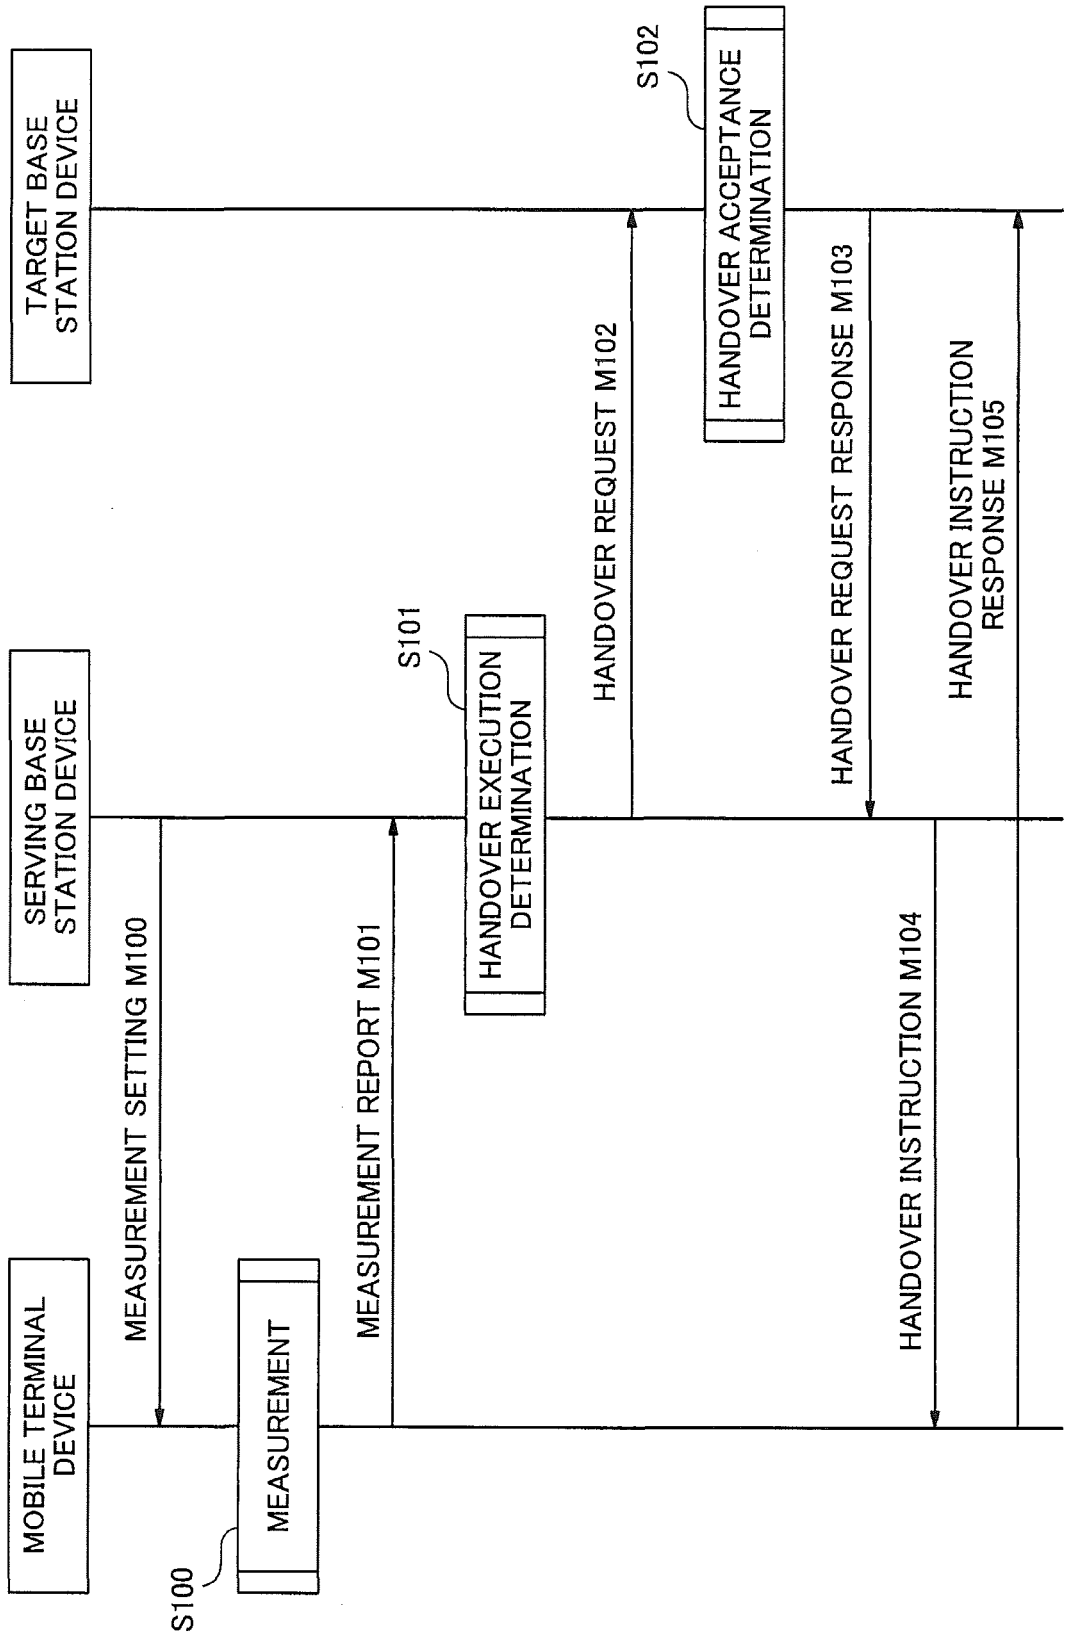 MOBILE TERMINAL
DEVICE
SERVING BASE
STATION DEVICE
TARGET BASE
STATION DEVICE
MEASUREMENT SETTING M100
S100
MEASUREMENT
MEASUREMENT REPORT M101
S101
HANDOVER EXECUTION
DETERMINATION
HANDOVER REQUEST M102
S102
HANDOVER ACCEPTANCE
DETERMINATION
HANDOVER REQUEST RESPONSE M103
HANDOVER INSTRUCTION M104
HANDOVER INSTRUCTION
RESPONSE M105